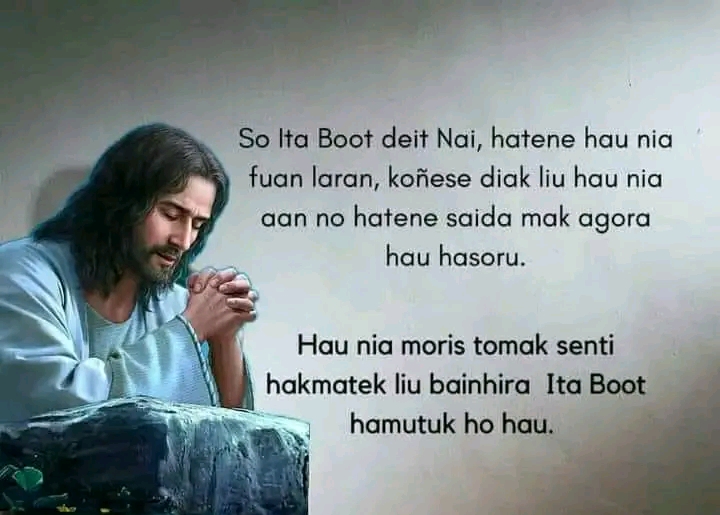 So Ita Boot deit Nai, hatene hau nia
fuan laran, koñese diak liu hau nia
aan no hatene saida mak agora
hau hasoru.
Hau nia moris tomak senti
hakmatek liu bainhira Ita Boot
hamutuk ho hau.